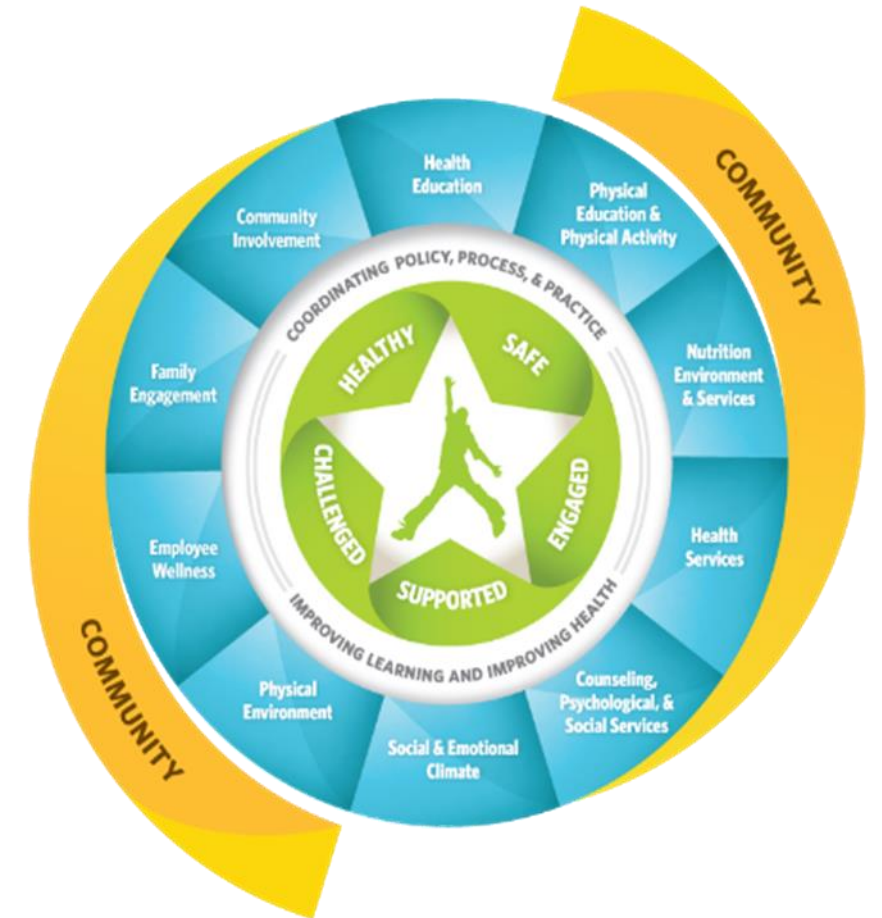 COMMUNITY
Health
Education
Physical
Education &
Physical Activity
Nutrition
Environment
& Services
Health
Services
Counseling,
Psychological, &
Social Services
Social & Emotional
Climate
Physical
Environment
Employee
Wellness
Family
Engagement
Community
Involvement
COORDINATING POLICY, PROCESS, & PRACTICE
IMPROVING LEARNING AND IMPROVING HEALTH
HEALTHY
SAFE
ENGAGED
SUPPORTED
CHALLENGED
COMMUNITY